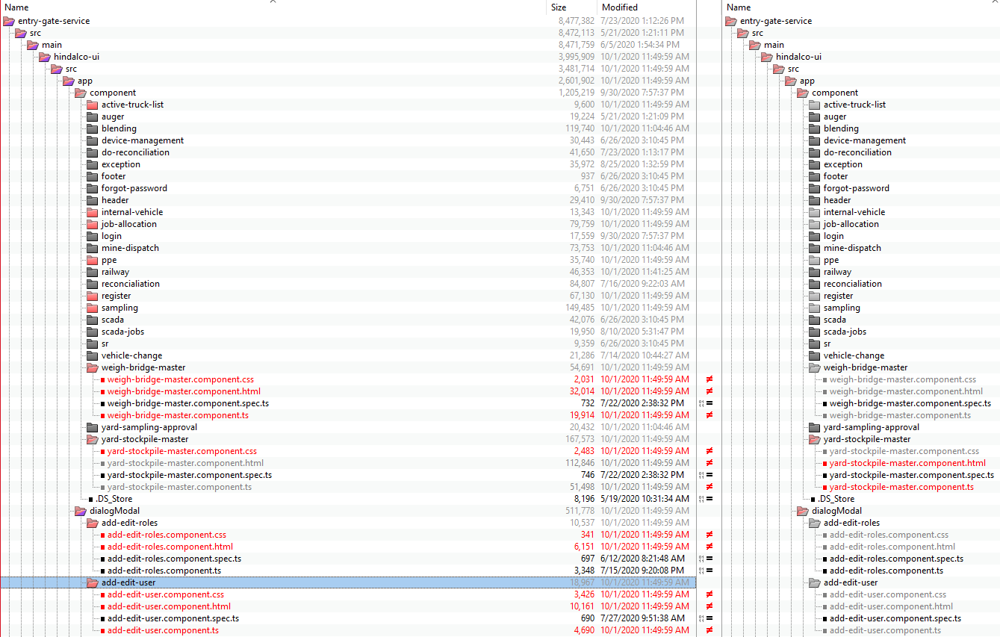 Name Size Modified Name
entry-gate-service 8,477,382 7/23/2020 1:12:26 PM entry-gate-service
src 8,472,113 5/21/2020 1:21:11 PM src
main 8,471,759 6/5/2020 1:54:34 PM main
hindalco-ui 3,995,909 10/1/2020 11:49:59 AM hindalco-ui
src 3,481,714 10/1/2020 11:49:59 AM src
app 2,601,902 10/1/2020 11:49:59 AM app
component 1,205,219 9/30/2020 7:57:37 PM component
active-truck-list 9,600 10/1/2020 11:49:59 AM active-truck-list
auger 19,224 5/21/2020 1:21:09 PM auger
blending 119,740 10/1/2020 11:04:46 AM blending
device-management 30,443 6/26/2020 3:10:45 PM device-management
do-reconciliation 41,650 7/23/2020 1:13:17 PM do-reconciliation
exception 35,972 8/25/2020 1:32:59 PM exception
footer 937 6/26/2020 3:10:45 PM footer
forgot-password 6,751 6/26/2020 3:10:45 PM forgot-password
header 29,410 9/30/2020 7:57:37 PM header
internal-vehicle 13,343 10/1/2020 11:49:59 AM internal-vehicle
job-allocation 79,759 10/1/2020 11:49:59 AM job-allocation
login 17,559 9/30/2020 7:57:37 PM login
mine-dispatch 73,753 10/1/2020 11:04:46 AM mine-dispatch
ppe 35,740 10/1/2020 11:49:59 AM ppe
railway 46,353 10/1/2020 11:41:25 AM railway
reconcialiation 84,807 7/16/2020 9:22:03 AM reconcialiation
register 67,130 10/1/2020 11:49:59 AM register
sampling 149,485 10/1/2020 11:49:59 AM sampling
scada 42,076 6/26/2020 3:10:45 PM scada
scada-jobs 19,950 8/10/2020 5:31:47 PM scada-jobs
sr 9,359 6/26/2020 3:10:45 PM sr
vehicle-change 21,286 7/14/2020 10:44:27 AM vehicle-change
weigh-bridge-master 54,691 10/1/2020 11:49:59 AM weigh-bridge-master
weigh-bridge-master.component.css 2,031 10/1/2020 11:49:59 AM ≠ weigh-bridge-master.component.css
weigh-bridge-master.component.html 32,014 10/1/2020 11:49:59 AM ≠ weigh-bridge-master.component.html
weigh-bridge-master.component.spec.ts 732 7/22/2020 2:38:32 PM = weigh-bridge-master.component.spec.ts
weigh-bridge-master.component.ts 19,914 10/1/2020 11:49:59 AM ≠ weigh-bridge-master.component.ts
yard-sampling-approval 20,432 10/1/2020 11:04:46 AM yard-sampling-approval
yard-stockpile-master 167,573 10/1/2020 11:49:59 AM yard-stockpile-master
yard-stockpile-master.component.css 2,483 10/1/2020 11:49:59 AM ≠ yard-stockpile-master.component.css
yard-stockpile-master.component.html 112,846 10/1/2020 11:49:59 AM ≠ yard-stockpile-master.component.html
yard-stockpile-master.component.spec.ts 746 7/22/2020 2:38:32 PM = yard-stockpile-master.component.spec.ts
yard-stockpile-master.component.ts 51,498 10/1/2020 11:49:59 AM ≠ yard-stockpile-master.component.ts
.DS_Store 8,196 5/19/2020 10:31:34 AM = .DS_Store
dialogModal 511,778 10/1/2020 11:49:59 AM dialogModal
add-edit-roles 10,537 10/1/2020 11:49:59 AM add-edit-roles
add-edit-roles.component.css 341 10/1/2020 11:49:59 AM ≠ add-edit-roles.component.css
add-edit-roles.component.html 6,151 10/1/2020 11:49:59 AM ≠ add-edit-roles.component.html
add-edit-roles.component.spec.ts 697 6/12/2020 8:21:48 AM = add-edit-roles.component.spec.ts
add-edit-roles.component.ts 3,348 7/15/2020 9:20:08 PM = add-edit-roles.component.ts
add-edit-user 18,967 10/1/2020 11:49:59 AM add-edit-user
add-edit-user.component.css 3,426 10/1/2020 11:49:59 AM ≠ add-edit-user.component.css
add-edit-user.component.html 10,161 10/1/2020 11:49:59 AM ≠ add-edit-user.component.html
add-edit-user.component.spec.ts 690 7/27/2020 9:51:38 AM = add-edit-user.component.spec.ts
add-edit-user.component.ts 4,690 10/1/2020 11:49:59 AM ≠ add-edit-user.component.ts